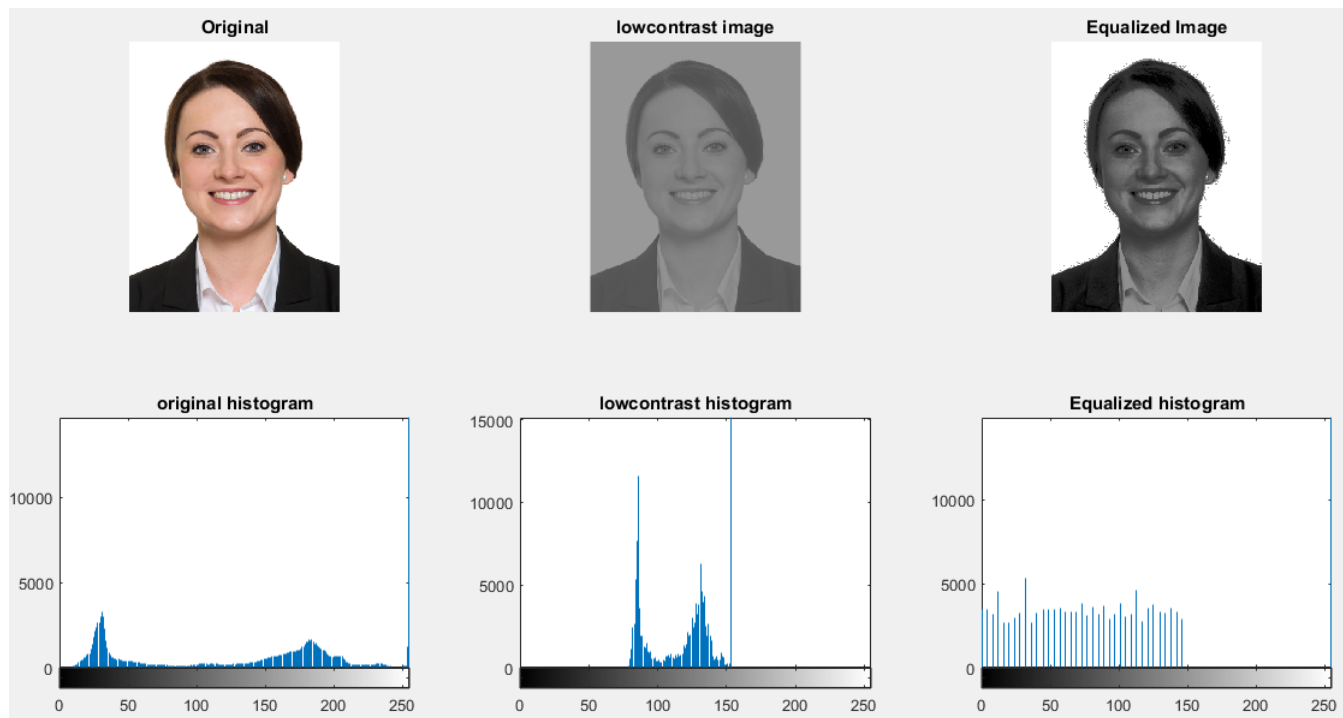 Original
lowcontrast image
Equalized Image
original histogram
10000
5000
0
0 50 100 150 200 250
lowcontrast histogram
15000
10000
5000
0
0 50 100 150 200 250
Equalized histogram
10000
5000
0
0 50 100 150 200 250